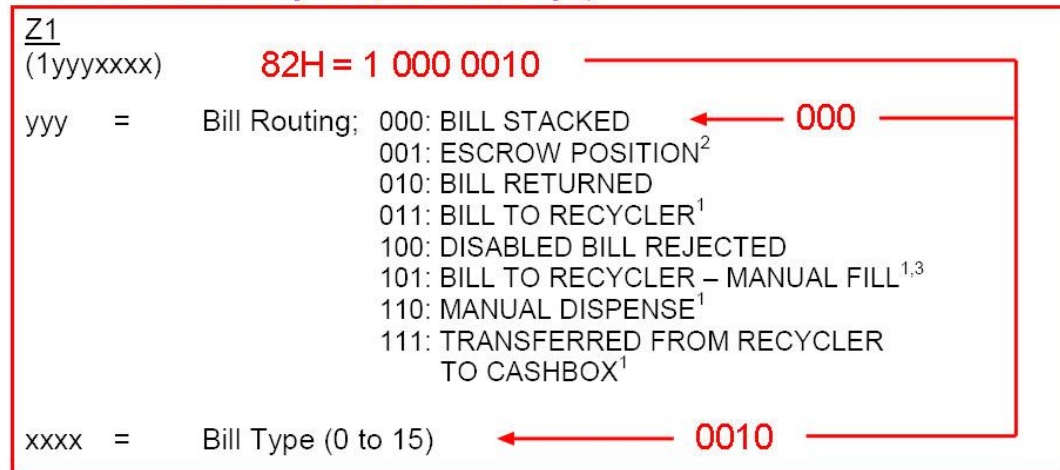 Z1
(1yyyxxxx) 82H = 1 000 0010
yyy = Bill Routing; 000: BILL STACKED 000
001: ESCROW POSITION²
010: BILL RETURNED
011: BILL TO RECYCLER¹
100: DISABLED BILL REJECTED
101: BILL TO RECYCLER – MANUAL FILL¹,³
110: MANUAL DISPENSE¹
111: TRANSFERRED FROM RECYCLER
TO CASHBOX¹
xxxx = Bill Type (0 to 15) 0010